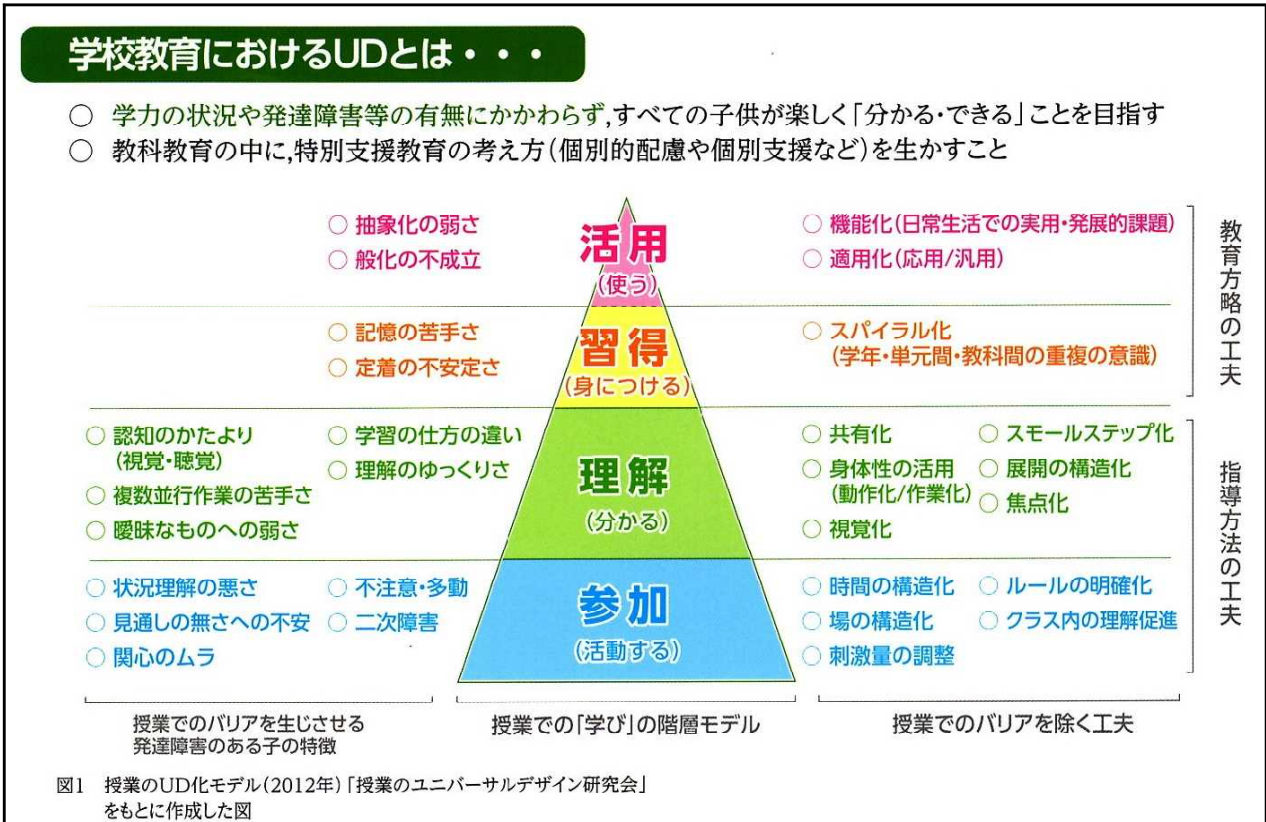 学校教育におけるUDとは・・・
○ 学力の状況や発達障害等の有無にかかわらず,すべての子供が楽しく「分かる・できる」ことを目指す
○ 教科教育の中に,特別支援教育の考え方(個別的配慮や個別支援など)を生かすこと
○ 抽象化の弱さ
○ 般化の不成立
活用
(使う)
○ 機能化(日常生活での実用・発展的課題)
○ 適用化(応用/汎用)
○ 記憶の苦手さ
○ 定着の不安定さ
習得
(身につける)
○ スパイラル化
(学年・単元間・教科間の重複の意識)
教育方略の工夫
○ 認知のかたより
(視覚・聴覚)
○ 複数並行作業の苦手さ
○ 曖昧なものへの弱さ
○ 学習の仕方の違い
○ 理解のゆっくりさ
理解
(分かる)
○ 共有化
○ 身体性の活用
(動作化/作業化)
○ 視覚化
○ スモールステップ化
○ 展開の構造化
○ 焦点化
○ 状況理解の悪さ
○ 見通しの無さへの不安
○ 関心のムラ
○ 不注意・多動
○ 二次障害
参加
(活動する)
○ 時間の構造化
○ 場の構造化
○ 刺激量の調整
○ ルールの明確化
○ クラス内の理解促進
指導方法の工夫
授業でのバリアを生じさせる
発達障害のある子の特徴
授業での「学び」の階層モデル
授業でのバリアを除く工夫
図1 授業のUD化モデル(2012年)「授業のユニバーサルデザイン研究会」
をもとに作成した図